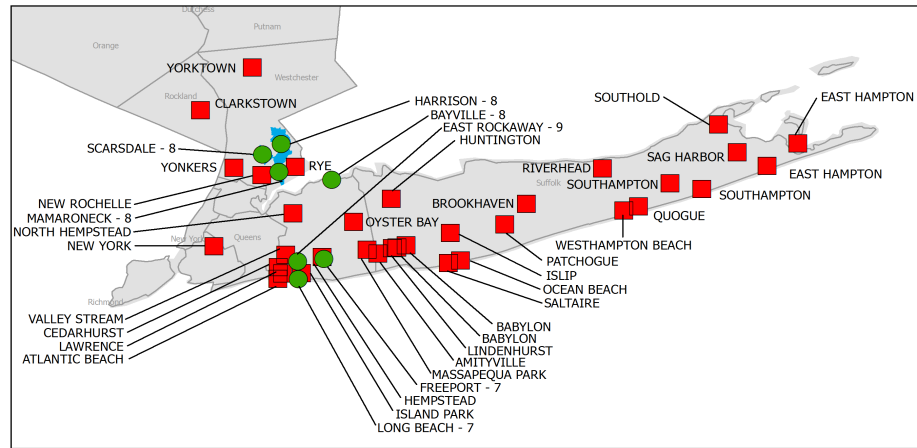 Dutchess
Putnam
Orange
YORKTOWN
Westchester
Rockland
CLARKSTOWN
HARRISON - 8
BAYVILLE - 8
EAST ROCKAWAY - 9
HUNTINGTON
SOUTHOLD
EAST HAMPTON
SCARSDALE - 8
YONKERS
RYE
SAG HARBOR
RIVERHEAD
EAST HAMPTON
Suffolk
SOUTHAMPTON
SOUTHAMPTON
NEW ROCHELLE
MAMARONECK - 8
NORTH HEMPSTEAD
NEW YORK
BROOKHAVEN
OYSTER BAY
QUOGUE
New York
Queens
WESTHAMPTON BEACH
PATCHOGUE
ISLIP
OCEAN BEACH
SALTAIRE
Richmond
VALLEY STREAM
CEDARHURST
LAWRENCE
ATLANTIC BEACH
BABYLON
BABYLON
LINDENHURST
AMITYVILLE
MASSAPEQUA PARK
FREEPORT - 7
HEMPSTEAD
ISLAND PARK
LONG BEACH - 7